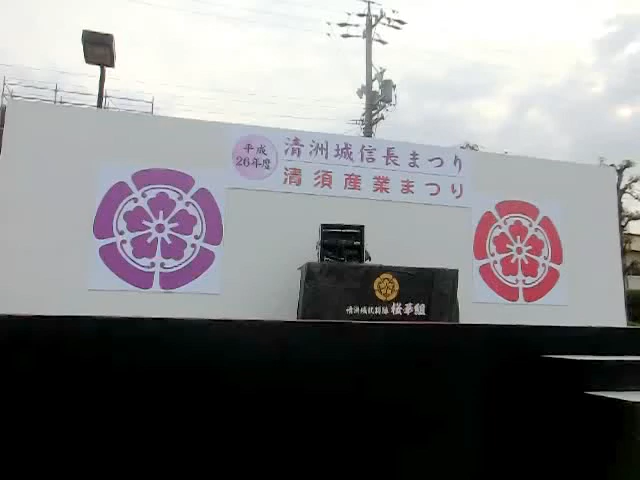 平成
26年度
清洲城信長まつり
清須産業まつり
清洲城武将隊 桜華組